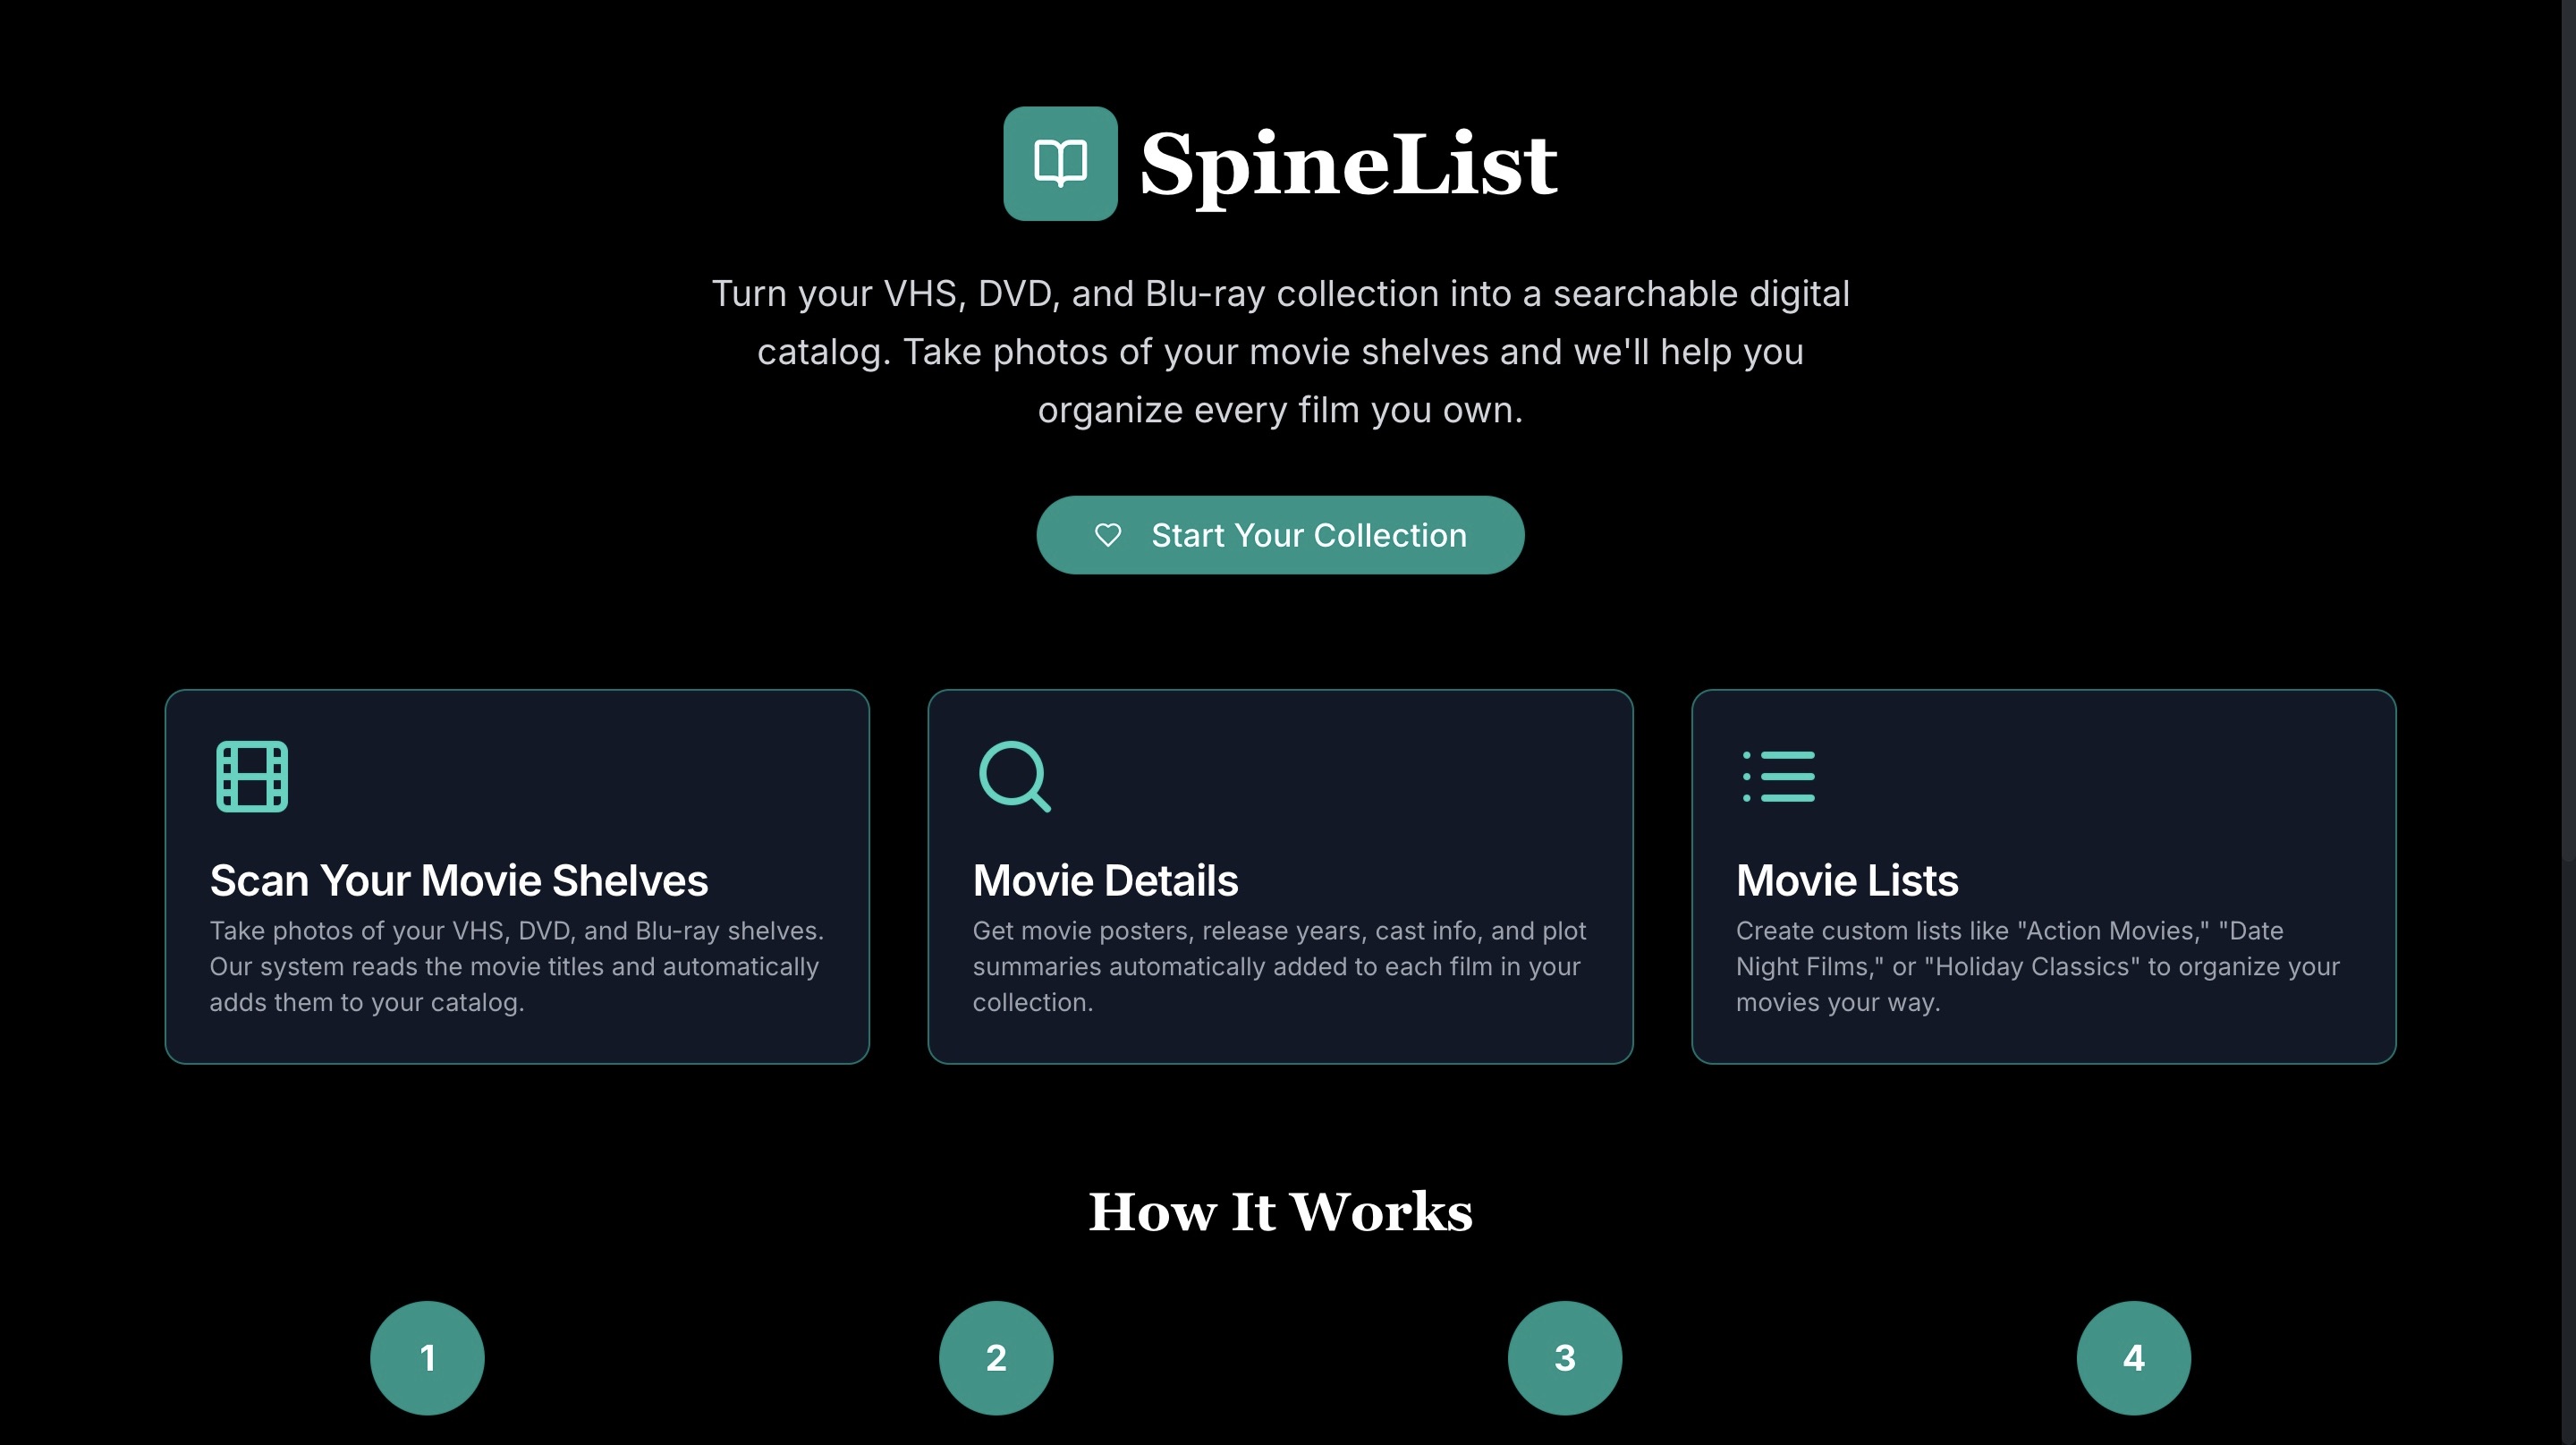 SpineList
Turn your VHS, DVD, and Blu-ray collection into a searchable digital
catalog. Take photos of your movie shelves and we'll help you
organize every film you own.
Start Your Collection
Scan Your Movie Shelves
Take photos of your VHS, DVD, and Blu-ray shelves.
Our system reads the movie titles and automatically
adds them to your catalog.
Movie Details
Get movie posters, release years, cast info, and plot
summaries automatically added to each film in your
collection.
Movie Lists
Create custom lists like "Action Movies," "Date
Night Films," or "Holiday Classics" to organize your
movies your way.
How It Works
1
2
3
4